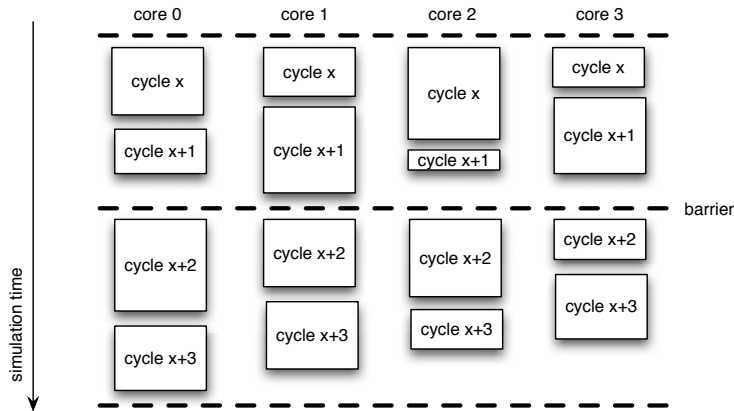 core 0 core 1 core 2 core 3
cycle x cycle x cycle x cycle x
cycle x+1 cycle x+1 cycle x+1 cycle x+1
barrier
cycle x+2 cycle x+2 cycle x+2 cycle x+2
cycle x+3 cycle x+3 cycle x+3 cycle x+3
simulation time